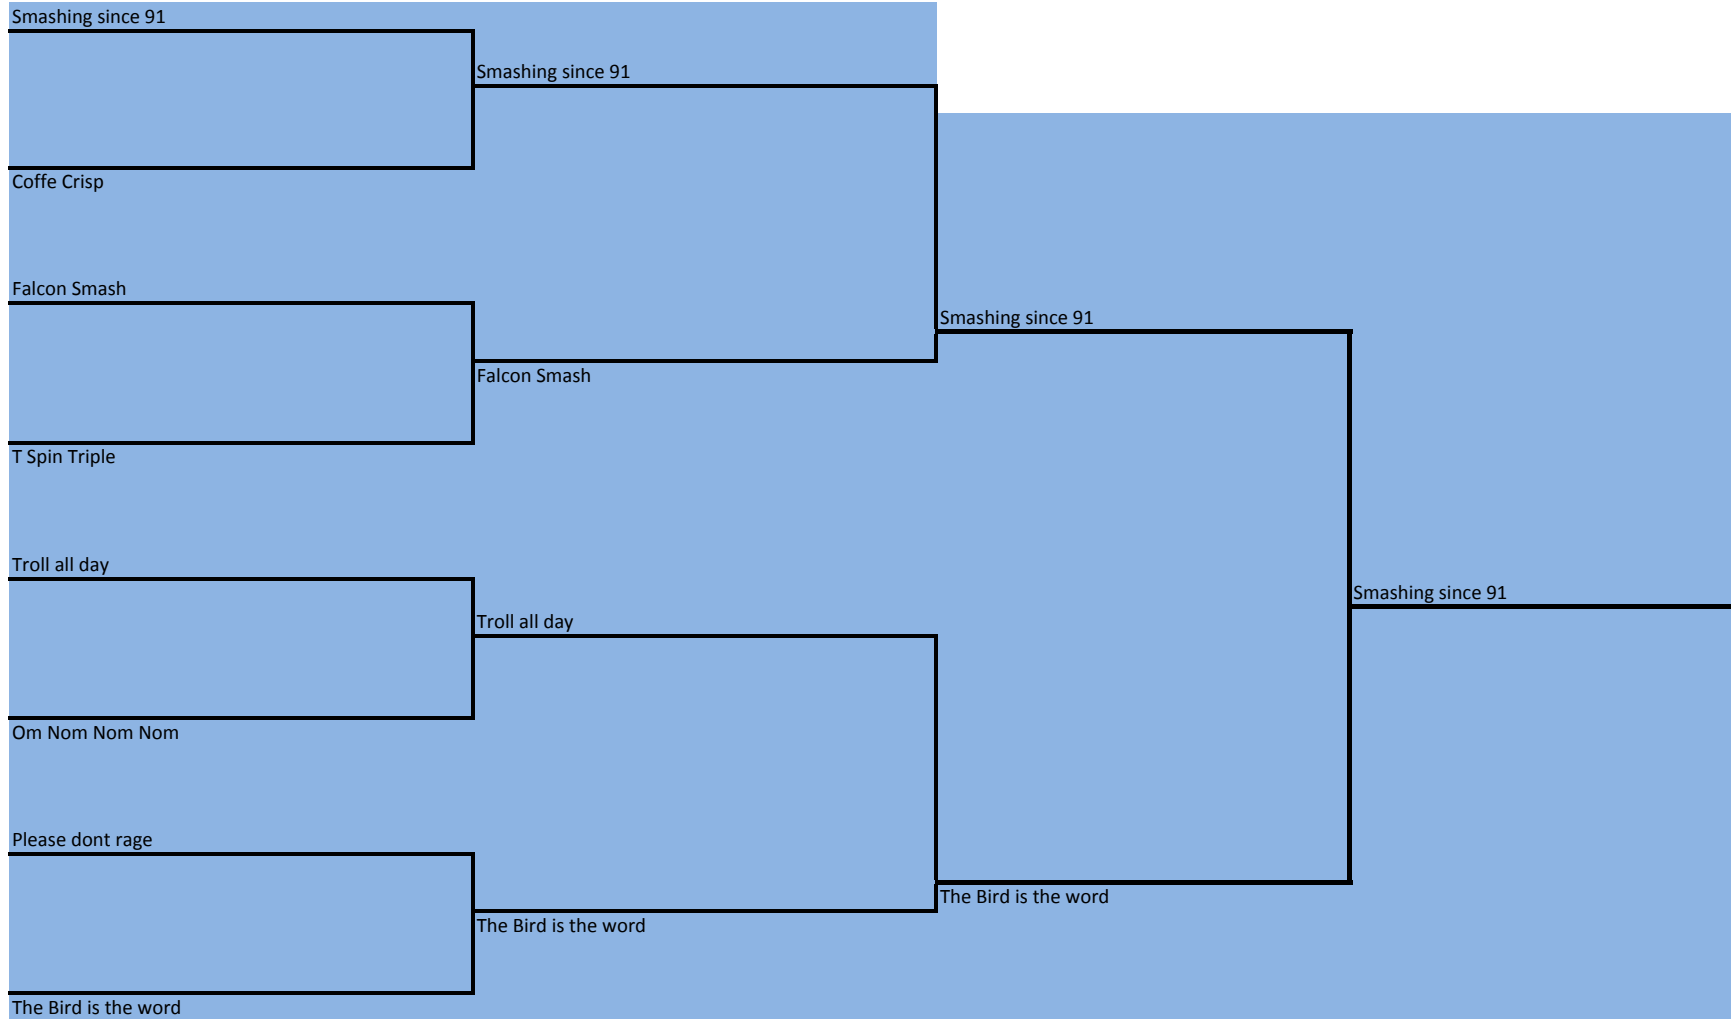 Smashing since 91
Smashing since 91
Coffe Crisp
Falcon Smash
Smashing since 91
Falcon Smash
T Spin Triple
Troll all day
Smashing since 91
Troll all day
Om Nom Nom Nom
Please dont rage
The Bird is the word
The Bird is the word
The Bird is the word